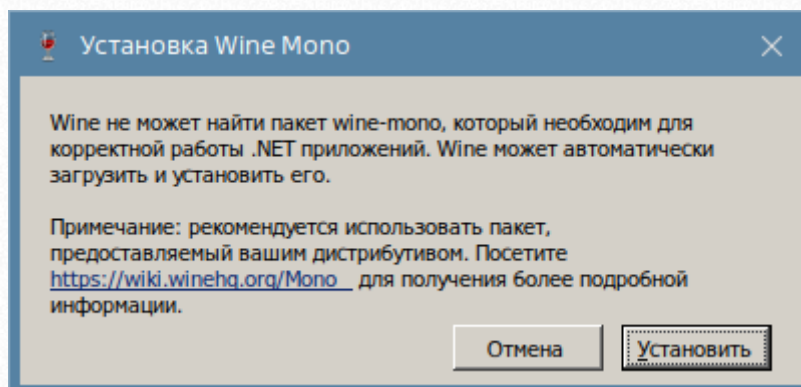 Установка Wine Mono
Wine не может найти пакет wine-mono, который необходим для
корректной работы .NET приложений. Wine может автоматически
загрузить и установить его.
Примечание: рекомендуется использовать пакет,
предоставляемый вашим дистрибутивом. Посетите
https://wiki.winehq.org/Mono для получения более подробной
информации.
Отмена
Установить